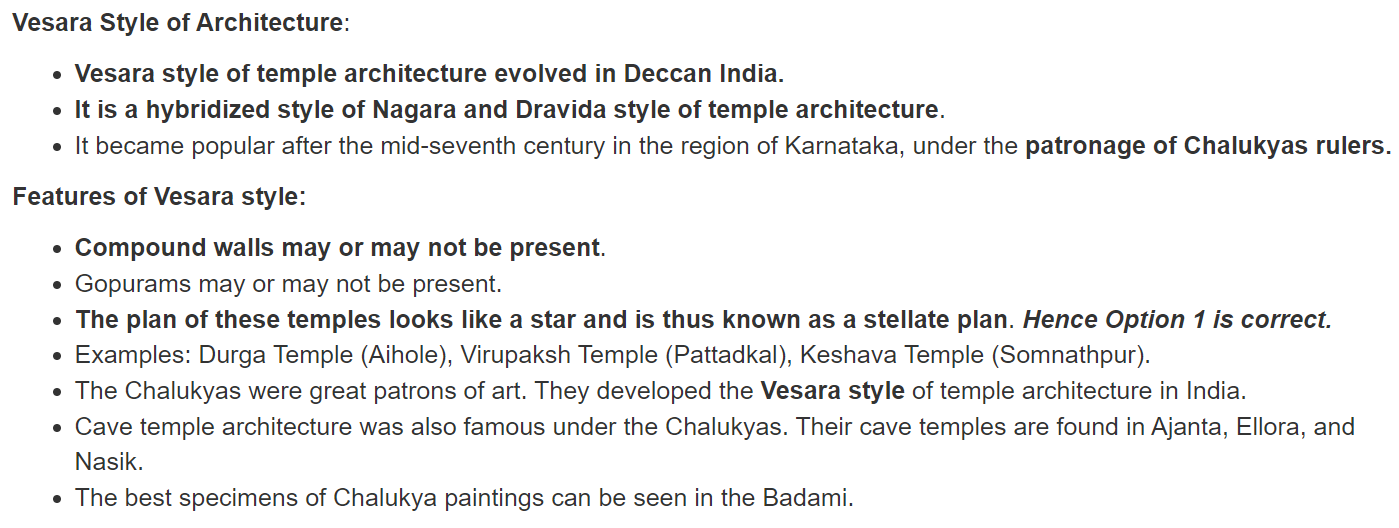 Vesara Style of Architecture:
• Vesara style of temple architecture evolved in Deccan India.
• It is a hybridized style of Nagara and Dravida style of temple architecture.
• It became popular after the mid-seventh century in the region of Karnataka, under the patronage of Chalukyas rulers.
Features of Vesara style:
• Compound walls may or may not be present.
• Gopurams may or may not be present.
• The plan of these temples looks like a star and is thus known as a stellate plan. Hence Option 1 is correct.
• Examples: Durga Temple (Aihole), Virupaksh Temple (Pattadkal), Keshava Temple (Somnathpur).
• The Chalukyas were great patrons of art. They developed the Vesara style of temple architecture in India.
• Cave temple architecture was also famous under the Chalukyas. Their cave temples are found in Ajanta, Ellora, and
Nasik.
• The best specimens of Chalukya paintings can be seen in the Badami.